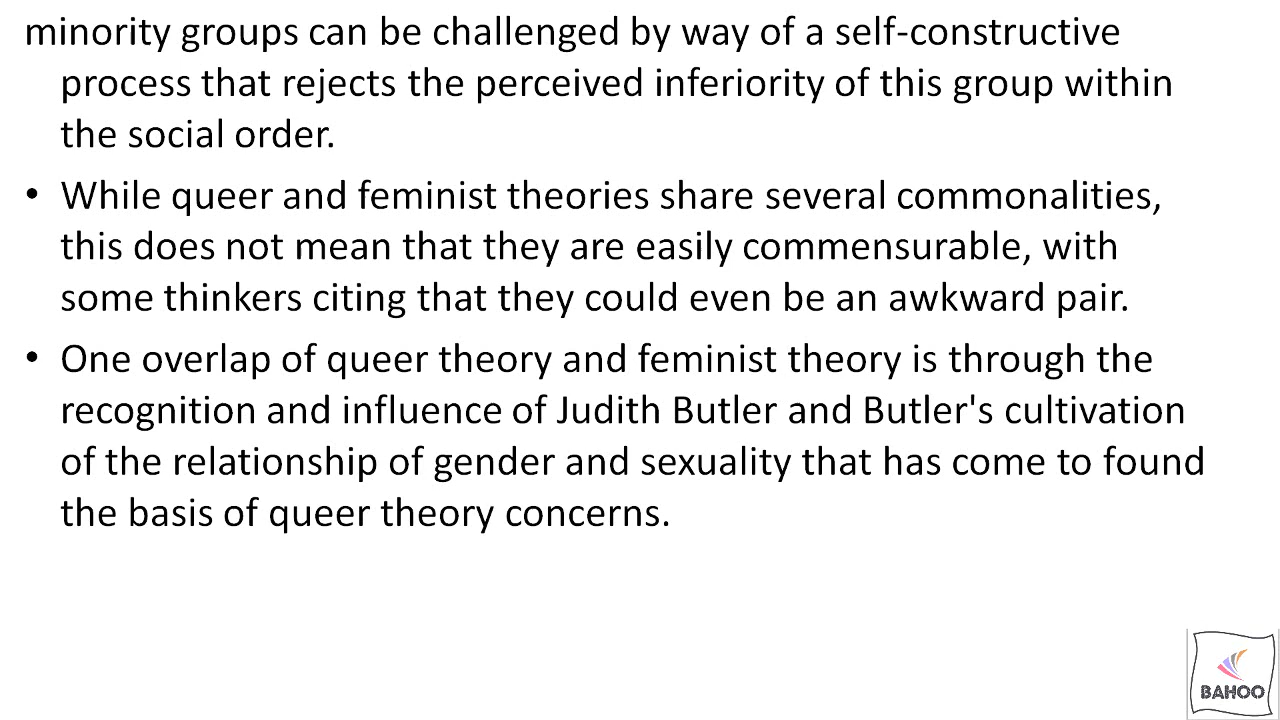 minority groups can be challenged by way of a self-constructive
process that rejects the perceived inferiority of this group within
the social order.
• While queer and feminist theories share several commonalities,
this does not mean that they are easily commensurable, with
some thinkers citing that they could even be an awkward pair.
• One overlap of queer theory and feminist theory is through the
recognition and influence of Judith Butler and Butler's cultivation
of the relationship of gender and sexuality that has come to found
the basis of queer theory concerns.
BAHOO